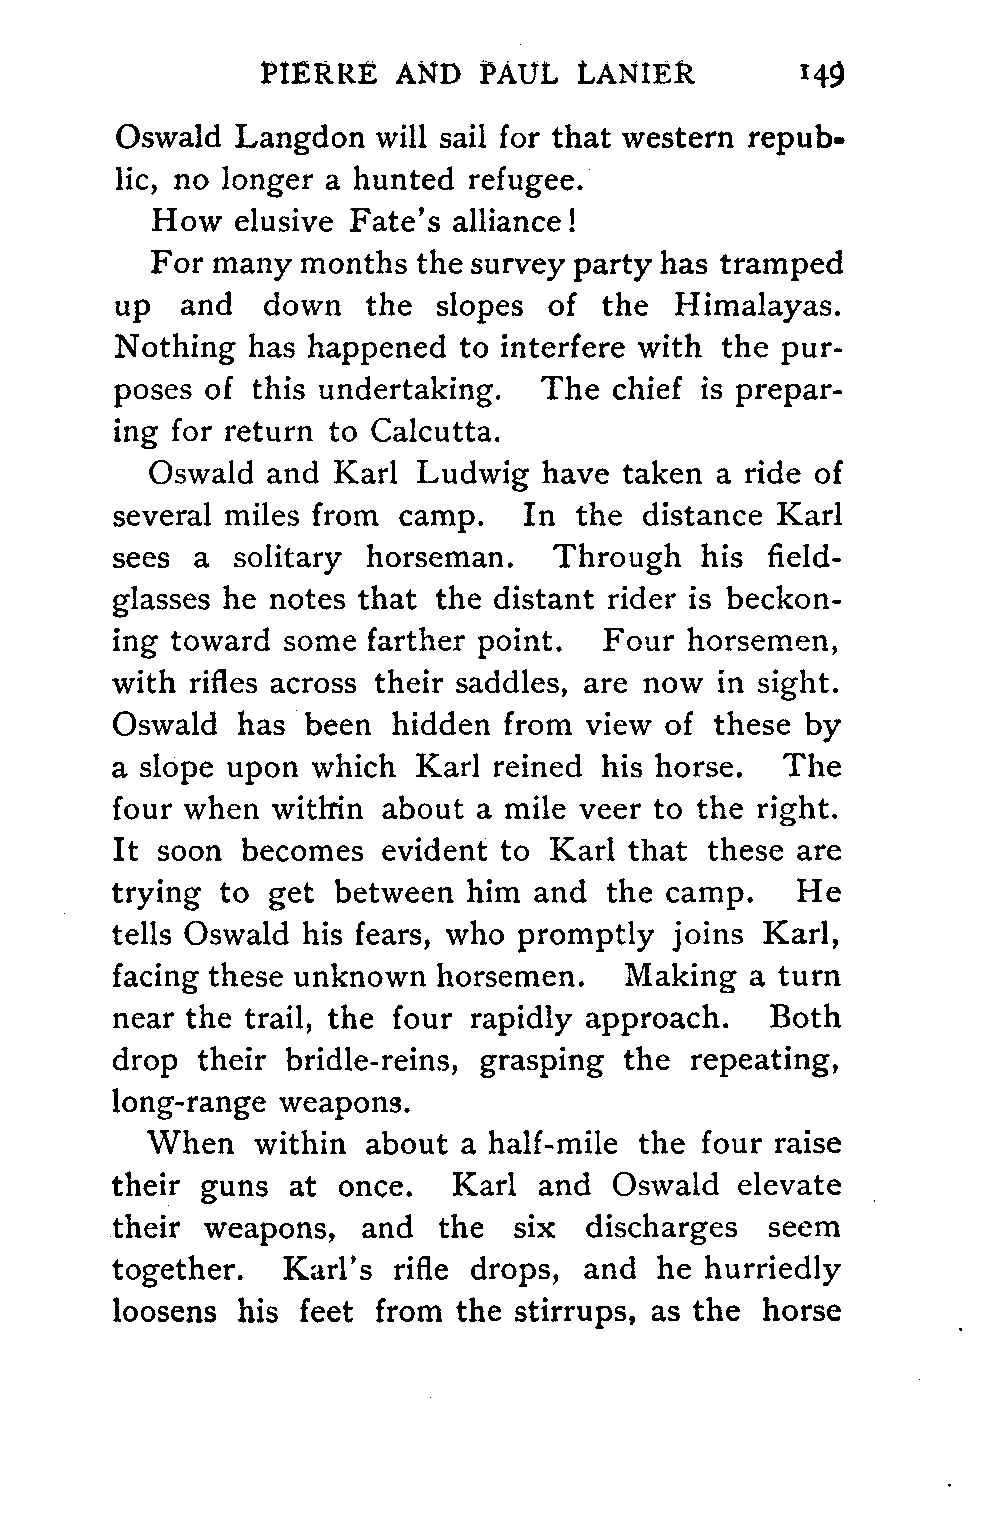 PIERRE AND PAUL LANIER 149
Oswald Langdon will sail for that western repub-
lic, no longer a hunted refugee.
How elusive Fate's alliance!
For many months the survey party has tramped
up and down the slopes of the Himalayas.
Nothing has happened to interfere with the pur-
poses of this undertaking. The chief is prepar-
ing for return to Calcutta.
Oswald and Karl Ludwig have taken a ride of
several miles from camp. In the distance Karl
sees a solitary horseman. Through his field-
glasses he notes that the distant rider is beckon-
ing toward some farther point. Four horsemen,
with rifles across their saddles, are now in sight.
Oswald has been hidden from view of these by
a slope upon which Karl reined his horse. The
four when within about a mile veer to the right.
It soon becomes evident to Karl that these are
trying to get between him and the camp. He
tells Oswald his fears, who promptly joins Karl,
facing these unknown horsemen. Making a turn
near the trail, the four rapidly approach. Both
drop their bridle-reins, grasping the repeating,
long-range weapons.
When within about a half-mile the four raise
their guns at once. Karl and Oswald elevate
their weapons, and the six discharges seem
together. Karl's rifle drops, and he hurriedly
loosens his feet from the stirrups, as the horse